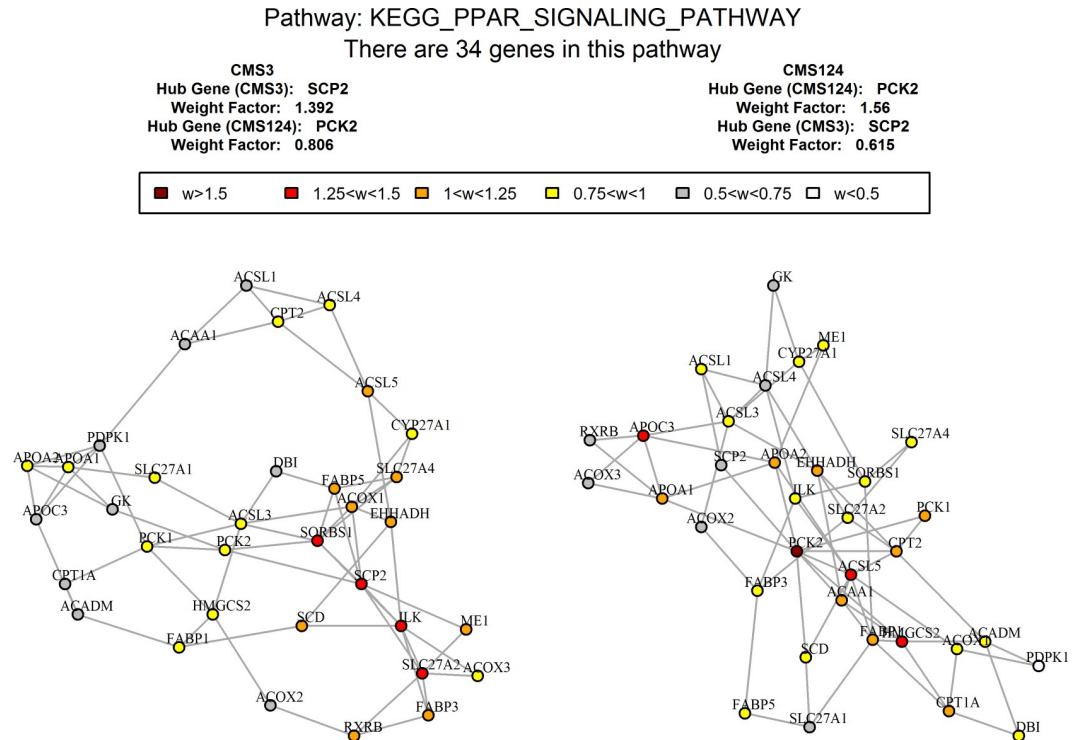 Pathway: KEGG_PPAR_SIGNALING_PATHWAY
There are 34 genes in this pathway
CMS3
Hub Gene (CMS3): SCP2
Weight Factor: 1.392
Hub Gene (CMS124): PCK2
Weight Factor: 0.806
CMS124
Hub Gene (CMS124): PCK2
Weight Factor: 1.56
Hub Gene (CMS3): SCP2
Weight Factor: 0.615
w>1.5 1.25<w<1.5 1<w<1.25 0.75<w<1 0.5<w<0.75 w<0.5
ACSL1
ACSL4
CPT2
ACAA1
ACSL5
CYP27A1
PDPK1
APOA2
APOA1
SLC27A1
DBI
SLC27A4
FABP5
ACOX1
GK
APOC3
ACSL3
EHHADH
SORBS1
PCK1
PCK2
CPT1A
SCP2
ACADM
HMGCS2
SCD
ILK
ME1
FABP1
SLC27A2
ACOX3
ACOX2
FABP3
RXRB
GK
ME1
CYP27A1
ACSL1
ACSL4
ACSL3
RXRB
APOC3
SLC27A4
SCP2
APOA2
EHHADH
SORBS1
ACOX3
APOA1
ILK
SLC27A2
PCK1
ACOX2
PCK2
CPT2
ACSL5
FABP3
ACAA1
FABP1
HMGCS2
ACOX1
ACADM
SCD
PDPK1
FABP5
SLC27A1
CPT1A
DBI